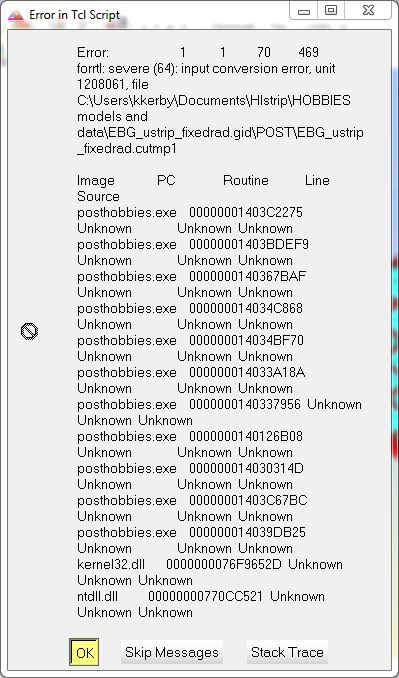 Error in Tcl Script
Error: 1 1 70 469
forrtl: severe (64): input conversion error, unit
1208061, file
C:\Users\kkerby\Documents\HIstrip\HOBBIES
models and
data\EBG_ustrip_fixedrad.gid\POST\EBG_ustrip
_fixedrad.cutmp1
Image PC Routine Line
Source
posthobbies.exe 00000001403C2275
Unknown Unknown Unknown
posthobbies.exe 00000001403BDEF9
Unknown Unknown Unknown
posthobbies.exe 0000000140367BAF
Unknown Unknown Unknown
posthobbies.exe 000000014034C868
Unknown Unknown Unknown
posthobbies.exe 000000014034BF70
Unknown Unknown Unknown
posthobbies.exe 000000014033A18A
Unknown Unknown Unknown
posthobbies.exe 0000000140337956 Unknown
Unknown Unknown
posthobbies.exe 0000000140126B08
Unknown Unknown Unknown
posthobbies.exe 000000014030314D
Unknown Unknown Unknown
posthobbies.exe 00000001403C67BC
Unknown Unknown Unknown
posthobbies.exe 000000014039DB25
Unknown Unknown Unknown
kernel32.dll 0000000076F9652D Unknown
Unknown Unknown
ntdll.dll 00000000770CC521 Unknown
Unknown Unknown
OK Skip Messages Stack Trace